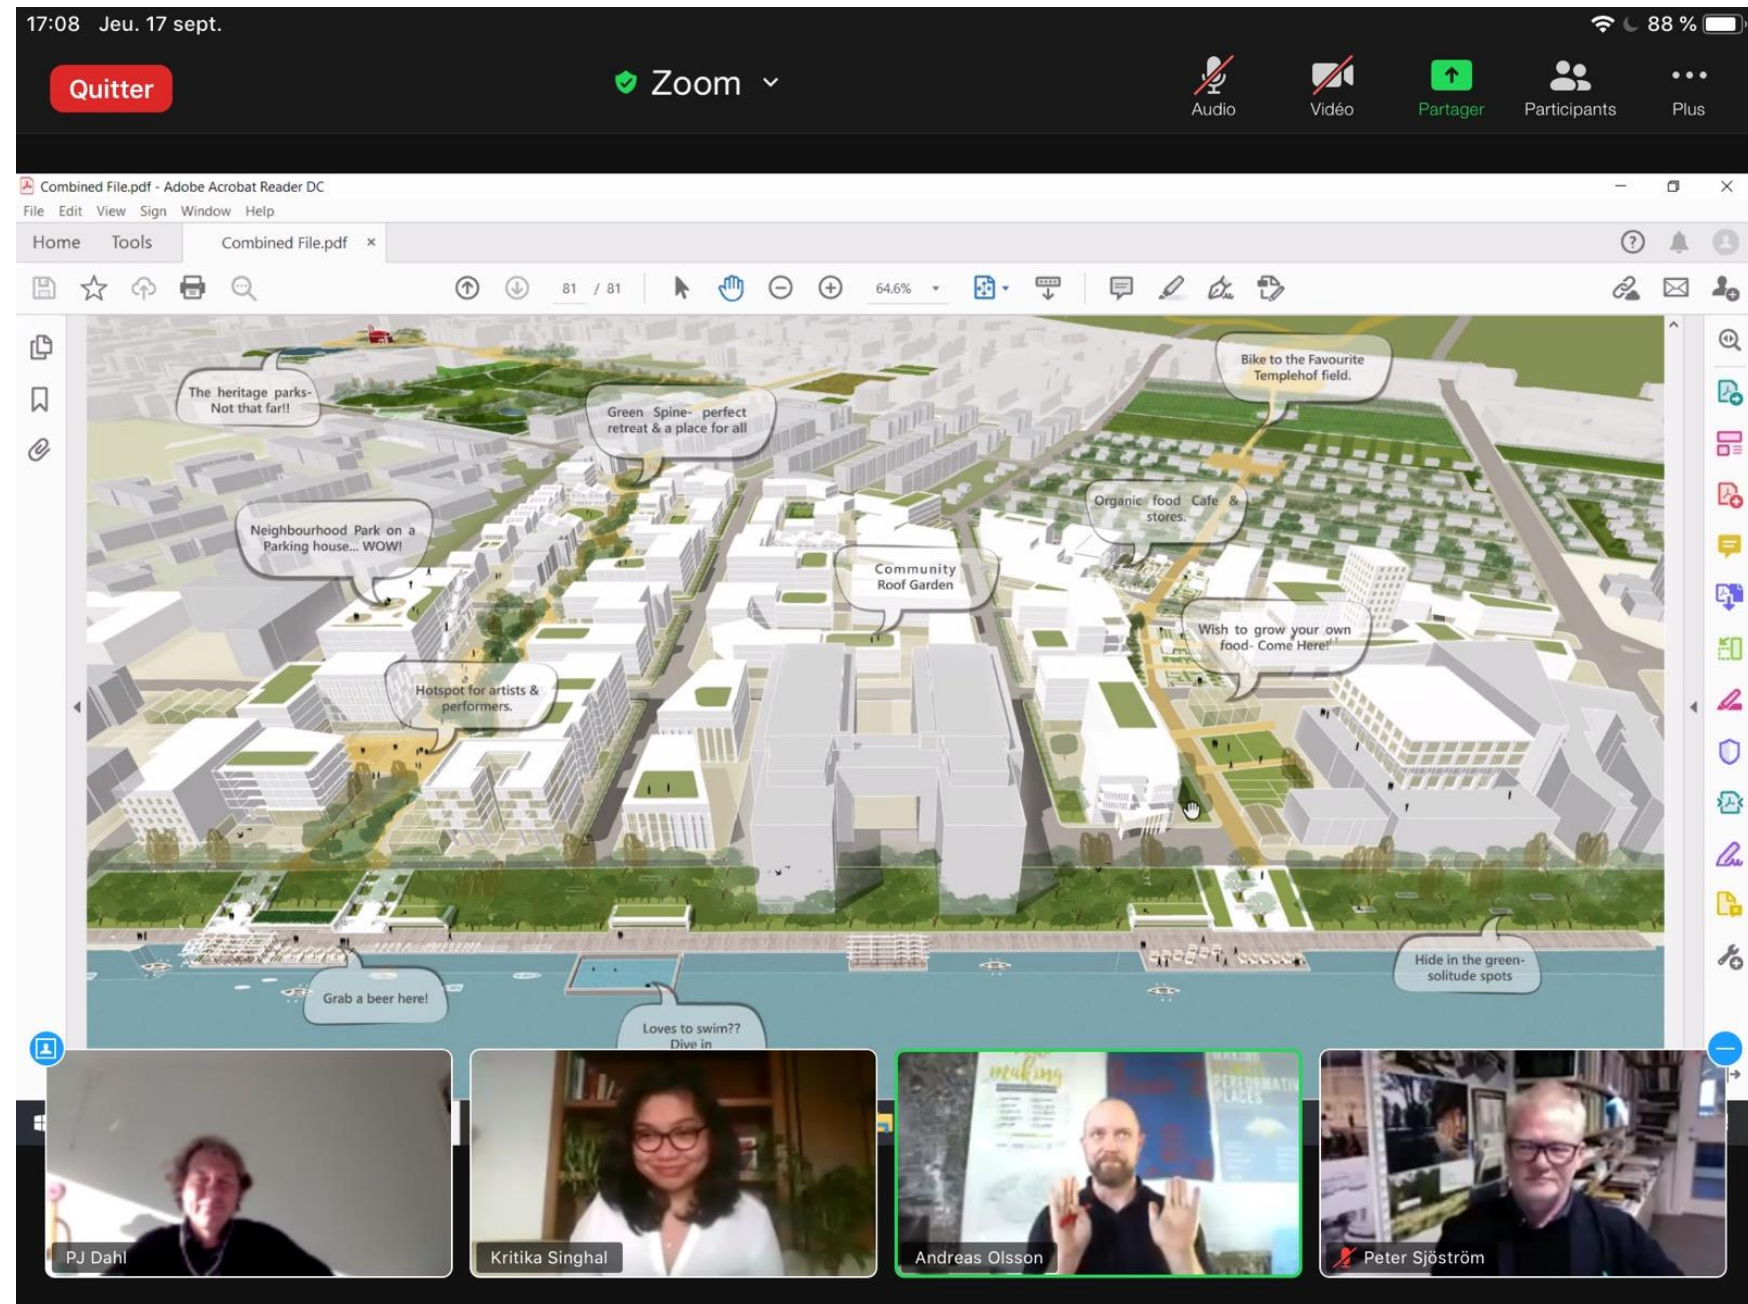 17:08 Jeu. 17 sept.
88 %
Quitter
Zoom
Audio
Vidéo
Partager
Participants
Plus
Combined File.pdf - Adobe Acrobat Reader DC
File Edit View Sign Window Help
Home Tools Combined File.pdf ×
81 / 81
64.6%
The heritage parks-
Not that far!!
Green Spine- perfect
retreat & a place for all
Bike to the Favourite
Templehof field.
Neighbourhood Park on a
Parking house... WOW!
Organic food Cafe &
stores.
Community
Roof Garden
Wish to grow your own
food- Come Here!'
Hotspot for artists &
performers.
Grab a beer here!
Loves to swim??
Dive in
Hide in the green-
solitude spots
making
MAKING
PERFORMATIV
PLACES
PJ Dahl
Kritika Singhal
Andreas Olsson
Peter Sjöström